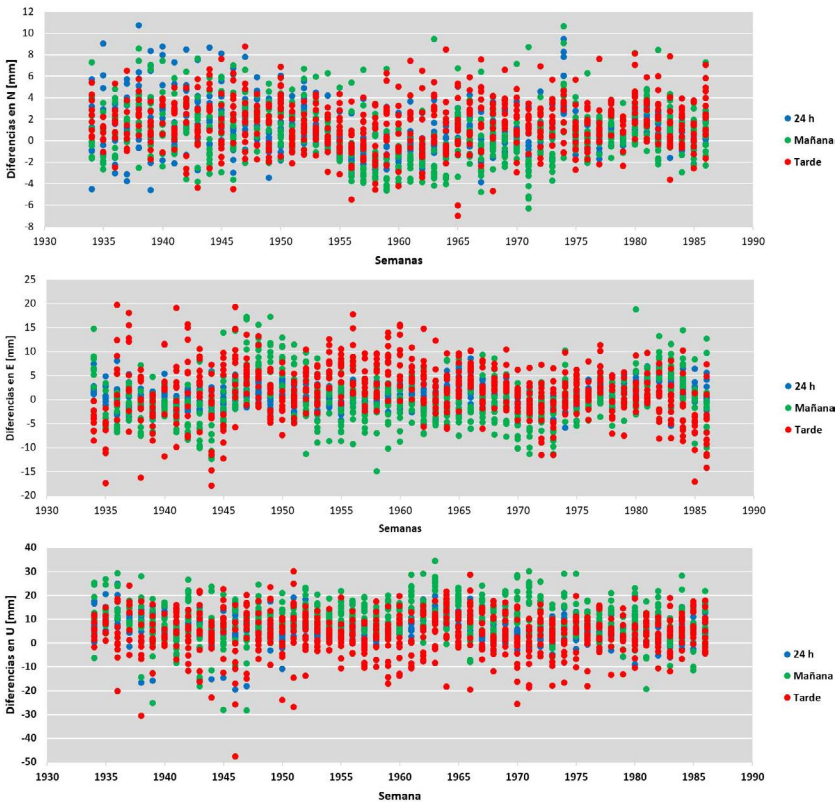 Diferencias en N [mm]
12
10
8
6
4
2
0
-2
-4
-6
-8
1930 1935 1940 1945 1950 1955 1960 1965 1970 1975 1980 1985 1990
Semanas
24 h
Mañana
Tarde
Diferencias en E [mm]
25
20
15
10
5
0
-5
-10
-15
-20
1930 1935 1940 1945 1950 1955 1960 1965 1970 1975 1980 1985 1990
Semanas
24 h
Mañana
Tarde
Diferencias en U [mm]
40
30
20
10
0
-10
-20
-30
-40
-50
1930 1935 1940 1945 1950 1955 1960 1965 1970 1975 1980 1985 1990
Semana
24 h
Mañana
Tarde